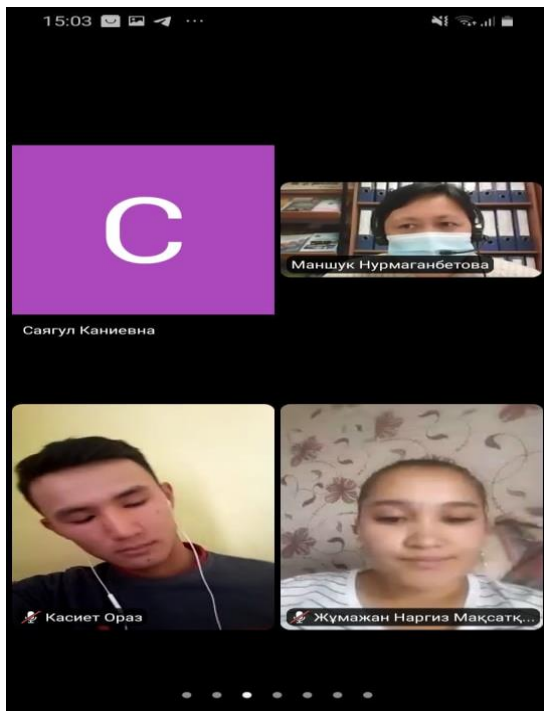 15:03
С
Маншук Нурмаганбетова
Саягул Каниевна
Касиет Ораз
Жұмажан Наргиз Мақсатқ...